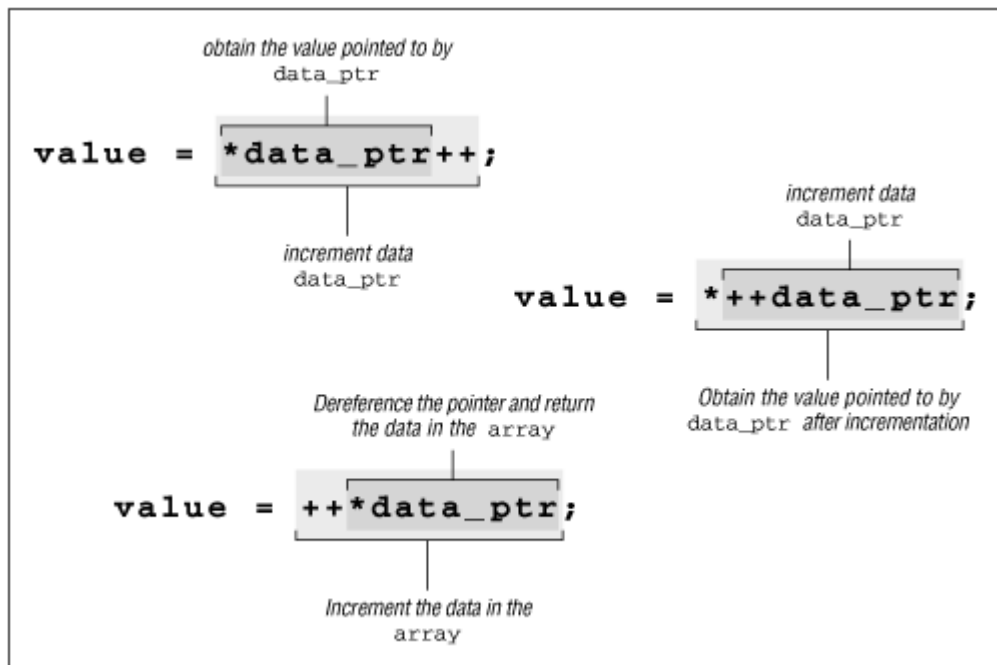 obtain the value pointed to by
data_ptr
value = *data_ptr++;
increment data
data_ptr
increment data
data_ptr
value = *++data_ptr;
Obtain the value pointed to by
data_ptr after incrementation
Dereference the pointer and return
the data in the array
value = ++*data_ptr;
Increment the data in the
array